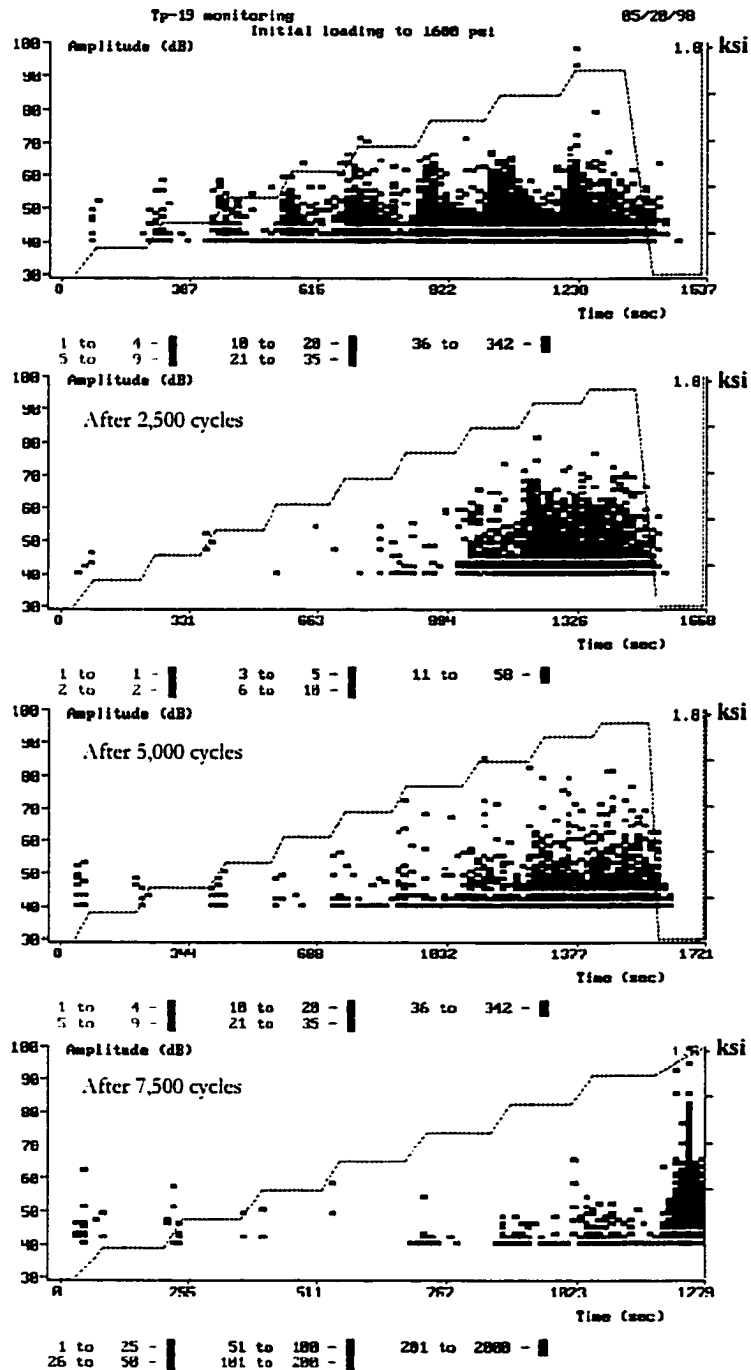 Tp-19 monitoring 05/20/98
Initial loading to 1600 psi
Amplitude (dB) 1.8 ksi
100
90
80
70
60
50
40
30
0 307 615 822 1230 1537
Time (sec)
1 to 4 - 10 to 20 - 36 to 342 -
5 to 9 - 21 to 35 -
Amplitude (dB) 1.8 ksi
100
90
After 2,500 cycles
80
70
60
50
40
30
0 331 663 994 1326 1658
Time (sec)
1 to 1 - 3 to 5 - 11 to 58 -
2 to 2 - 6 to 10 -
Amplitude (dB) 1.8 ksi
100
90
After 5,000 cycles
80
70
60
50
40
30
0 344 688 1032 1377 1721
Time (sec)
1 to 4 - 10 to 20 - 36 to 342 -
5 to 9 - 21 to 35 -
Amplitude (dB) ksi
100
90
After 7,500 cycles
80
70
60
50
40
30
0 255 511 767 1023 1279
Time (sec)
1 to 25 - 51 to 100 - 201 to 2000 -
26 to 50 - 101 to 200 -